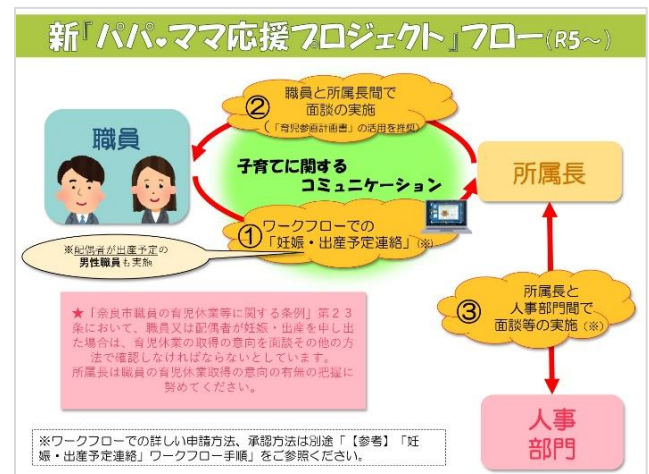 新『パパ♥ママ応援プロジェクト』フロー(R5～)
職員
②
職員と所属長間で
面談の実施
(「育児参画計画書」の活用を推奨)
子育てに関する
コミュニケーション
所属長
①
ワークフローでの
「妊娠・出産予定連絡」(※)
※配偶者が出産予定の
男性職員も実施
★「奈良市職員の育児休業等に関する条例」第２３
条において、職員又は配偶者が妊娠・出産を申し出
た場合は、育児休業の取得の意向を面談その他の方
法で確認しなければならないとしています。
所属長は職員の育児休業取得の意向の有無の把握に
努めてください。
③
所属長と
人事部門間で
面談等の実施(※)
人事
部門
※ワークフローでの詳しい申請方法、承認方法は別途「【参考】「妊
娠・出産予定連絡」ワークフロー手順」をご参照ください。